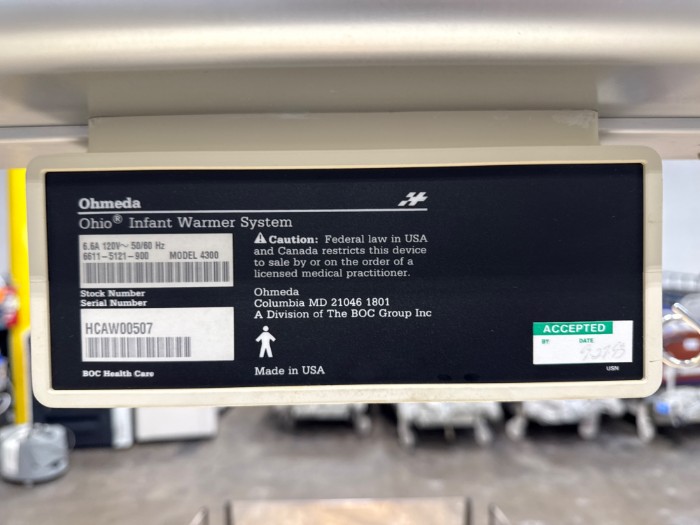 Ohmeda
Ohio® Infant Warmer System
6.6A 120V~ 50/60 Hz
6611-5121-900 MODEL 4300
Stock Number
Serial Number
HCAW00507
BOC Health Care
Caution: Federal law in USA
and Canada restricts this device
to sale by or on the order of a
licensed medical practitioner.
Ohmeda
Columbia MD 21046 1801
A Division of The BOC Group Inc
Made in USA
ACCEPTED
BY: DATE:
USN